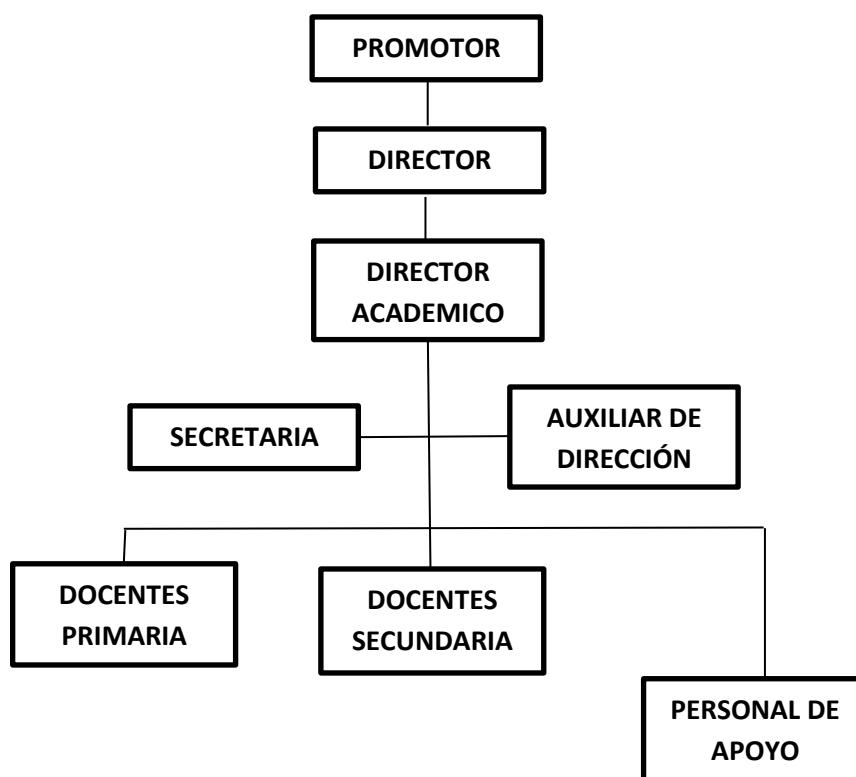 PROMOTOR
DIRECTOR
DIRECTOR
ACADEMICO
SECRETARIA
AUXILIAR DE
DIRECCIÓN
DOCENTES
PRIMARIA
DOCENTES
SECUNDARIA
PERSONAL DE
APOYO